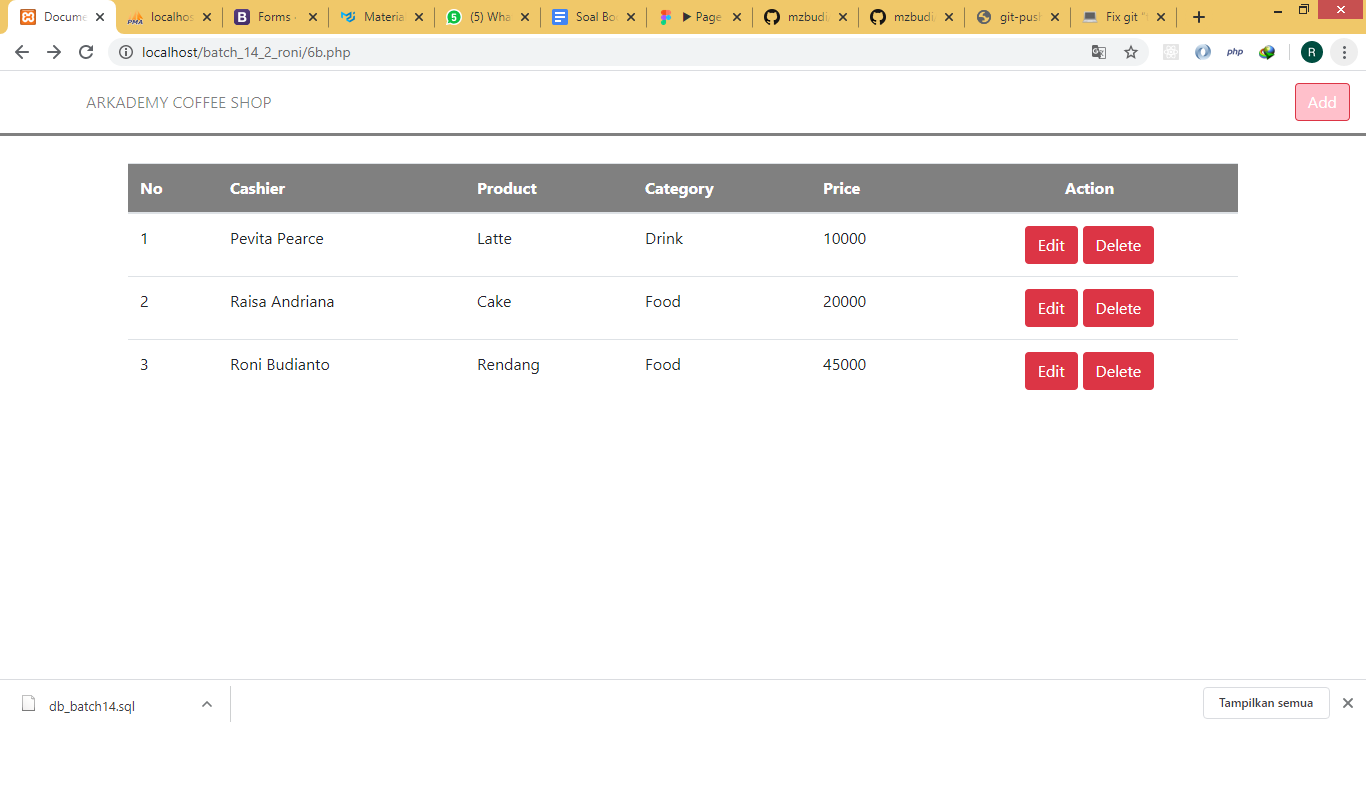 Docume localhos Forms Materia (5) Wha Soal Bo ▶ Page mzbudi mzbudi git-push Fix git "
localhost/batch_14_2_roni/6b.php php R
ARKADEMY COFFEE SHOP Add
No Cashier Product Category Price Action
1 Pevita Pearce Latte Drink 10000 Edit Delete
2 Raisa Andriana Cake Food 20000 Edit Delete
3 Roni Budianto Rendang Food 45000 Edit Delete
db_batch14.sql Tampilkan semua